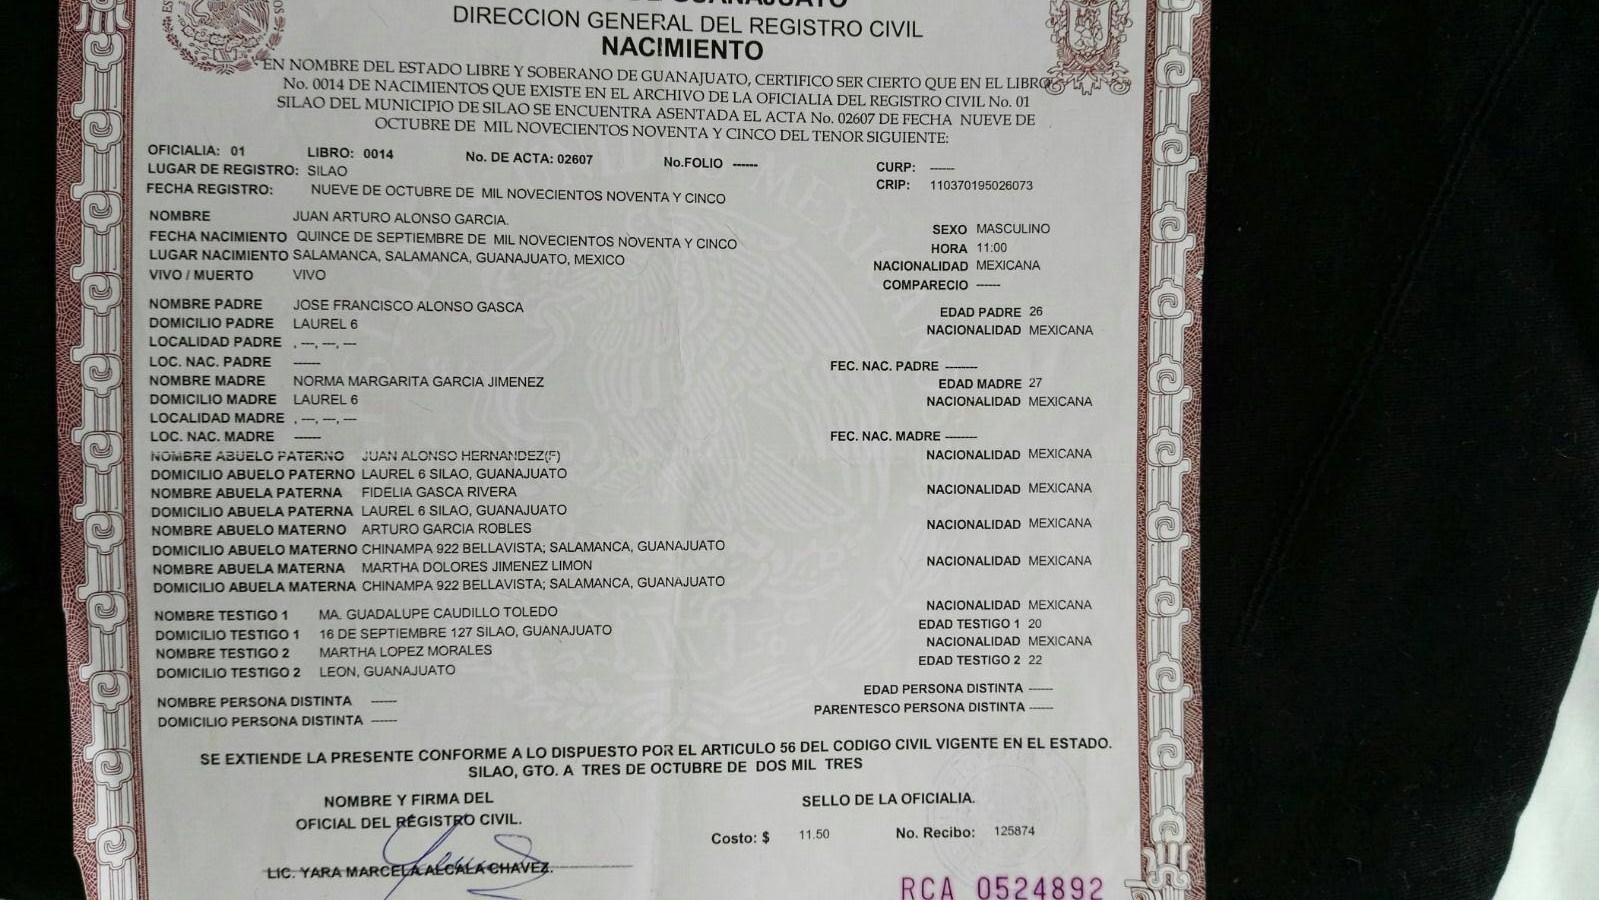 DIRECCION GENERAL DEL REGISTRO CIVIL
NACIMIENTO
EN NOMBRE DEL ESTADO LIBRE Y SOBERANO DE GUANAJUATO, CERTIFICO SER CIERTO QUE EN EL LIBRO
No. 0014 DE NACIMIENTOS QUE EXISTE EN EL ARCHIVO DE LA OFICIALIA DEL REGISTRO CIVIL No. 01
SILAO DEL MUNICIPIO DE SILAO SE ENCUENTRA ASENTADA EL ACTA No. 02607 DE FECHA NUEVE DE
OCTUBRE DE MIL NOVECIENTOS NOVENTA Y CINCO DEL TENOR SIGUIENTE:
OFICIALIA: 01 LIBRO: 0014 No. DE ACTA: 02607 No.FOLIO ------ CURP: ------
LUGAR DE REGISTRO: SILAO CRIP: 110370195026073
FECHA REGISTRO: NUEVE DE OCTUBRE DE MIL NOVECIENTOS NOVENTA Y CINCO
NOMBRE JUAN ARTURO ALONSO GARCIA. SEXO MASCULINO
FECHA NACIMIENTO QUINCE DE SEPTIEMBRE DE MIL NOVECIENTOS NOVENTA Y CINCO HORA 11:00
LUGAR NACIMIENTO SALAMANCA, SALAMANCA, GUANAJUATO, MEXICO NACIONALIDAD MEXICANA
VIVO / MUERTO VIVO COMPARECIO ------
NOMBRE PADRE JOSE FRANCISCO ALONSO GASCA EDAD PADRE 26
DOMICILIO PADRE LAUREL 6 NACIONALIDAD MEXICANA
LOCALIDAD PADRE , ---, ---, ---
LOC. NAC. PADRE ------ FEC. NAC. PADRE -------
NOMBRE MADRE NORMA MARGARITA GARCIA JIMENEZ EDAD MADRE 27
DOMICILIO MADRE LAUREL 6 NACIONALIDAD MEXICANA
LOCALIDAD MADRE , ---, ---, ---
LOC. NAC. MADRE ------ FEC. NAC. MADRE -------
NOMBRE ABUELO PATERNO JUAN ALONSO HERNANDEZ(F) NACIONALIDAD MEXICANA
DOMICILIO ABUELO PATERNO LAUREL 6 SILAO, GUANAJUATO
NOMBRE ABUELA PATERNA FIDELIA GASCA RIVERA NACIONALIDAD MEXICANA
DOMICILIO ABUELA PATERNA LAUREL 6 SILAO, GUANAJUATO
NOMBRE ABUELO MATERNO ARTURO GARCIA ROBLES NACIONALIDAD MEXICANA
DOMICILIO ABUELO MATERNO CHINAMPA 922 BELLAVISTA; SALAMANCA, GUANAJUATO
NOMBRE ABUELA MATERNA MARTHA DOLORES JIMENEZ LIMON NACIONALIDAD MEXICANA
DOMICILIO ABUELA MATERNA CHINAMPA 922 BELLAVISTA; SALAMANCA, GUANAJUATO
NOMBRE TESTIGO 1 MA. GUADALUPE CAUDILLO TOLEDO NACIONALIDAD MEXICANA
DOMICILIO TESTIGO 1 16 DE SEPTIEMBRE 127 SILAO, GUANAJUATO EDAD TESTIGO 1 20
NOMBRE TESTIGO 2 MARTHA LOPEZ MORALES NACIONALIDAD MEXICANA
DOMICILIO TESTIGO 2 LEON, GUANAJUATO EDAD TESTIGO 2 22
NOMBRE PERSONA DISTINTA ------ EDAD PERSONA DISTINTA ------
DOMICILIO PERSONA DISTINTA ------ PARENTESCO PERSONA DISTINTA ------
SE EXTIENDE LA PRESENTE CONFORME A LO DISPUESTO POR EL ARTICULO 56 DEL CODIGO CIVIL VIGENTE EN EL ESTADO.
SILAO, GTO. A TRES DE OCTUBRE DE DOS MIL TRES
NOMBRE Y FIRMA DEL SELLO DE LA OFICIALIA.
OFICIAL DEL REGISTRO CIVIL.
Costo: $ 11.50 No. Recibo: 125874
LIC. YARA MARCELA ALCALA CHAVEZ.
RCA 0524892